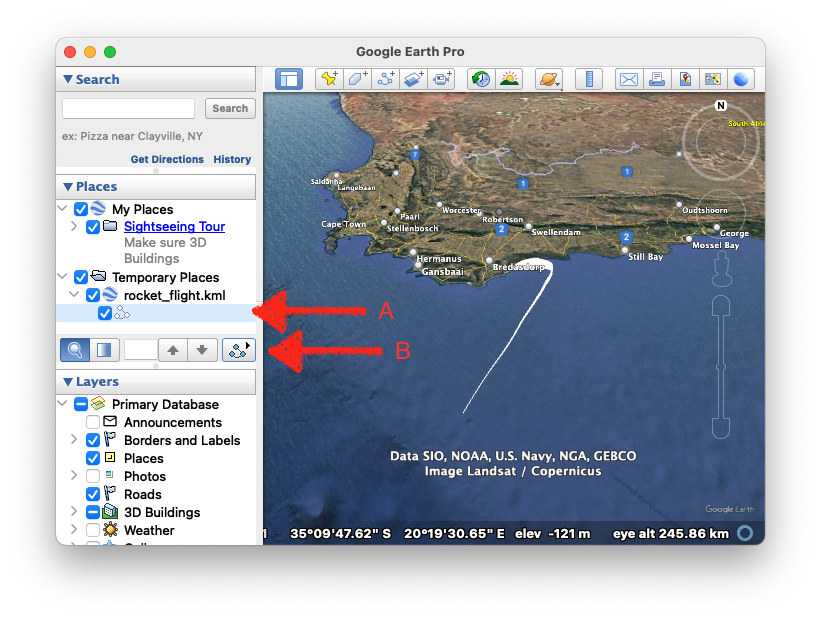 Google Earth Pro
Search
Search
ex: Pizza near Clayville, NY
Get Directions History
Places
My Places
Sightseeing Tour
Make sure 3D
Buildings
Temporary Places
rocket_flight.kml
A
B
Layers
Primary Database
Announcements
Borders and Labels
Places
Photos
Roads
3D Buildings
Weather
N
South Afri
7
1
1
Saldanha
Langebaan
Worcester
Oudtshoorn
Paarl
Robertson
Cape Town
Stellenbosch
2
Swellendam
2
George
Mossel Bay
Still Bay
Hermanus
Bredasdorp
Gansbaai
Data SIO, NOAA, U.S. Navy, NGA, GEBCO
Image Landsat / Copernicus
Google Earth
35°09'47.62" S 20°19'30.65" E elev -121 m eye alt 245.86 km